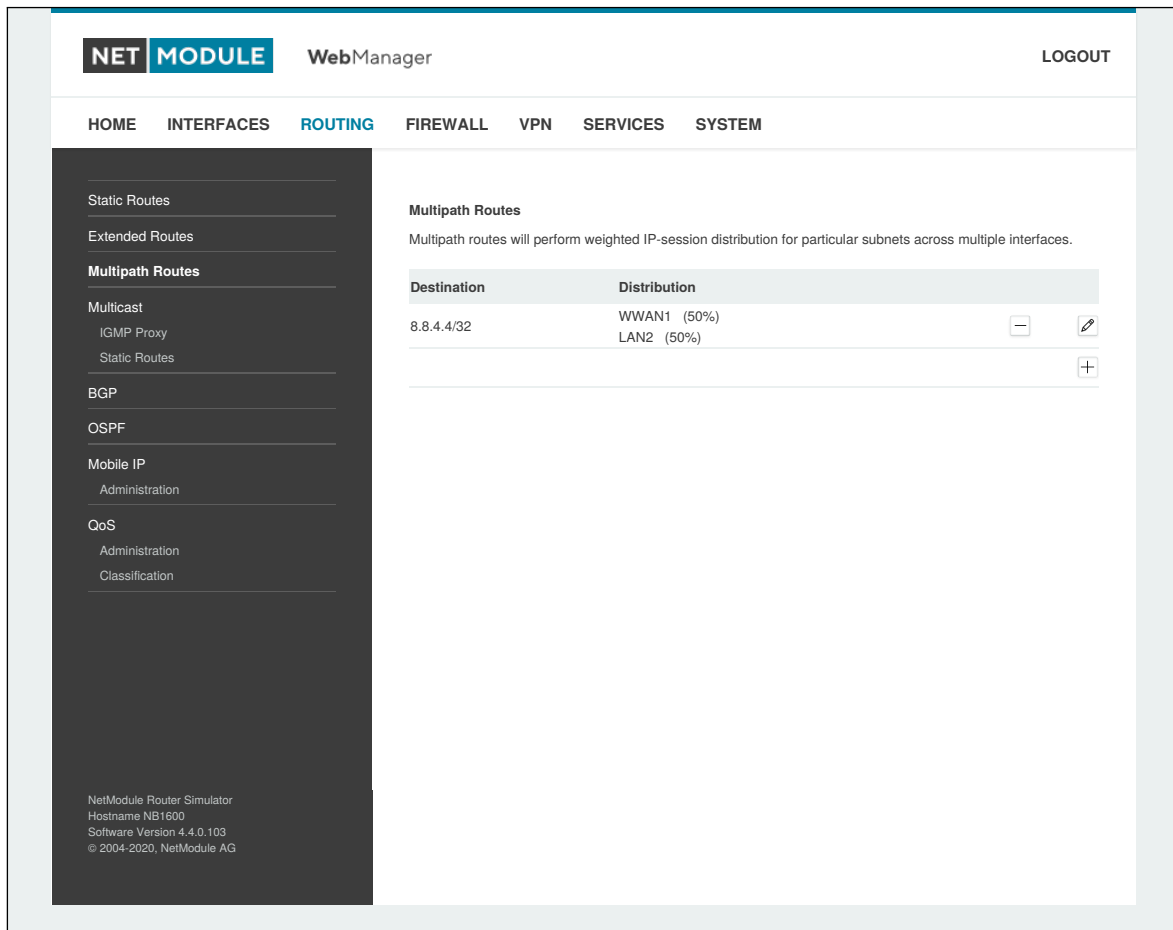 NET MODULE WebManager LOGOUT
HOME INTERFACES ROUTING FIREWALL VPN SERVICES SYSTEM
Static Routes
Extended Routes
Multipath Routes
Multicast
IGMP Proxy
Static Routes
BGP
OSPF
Mobile IP
Administration
QoS
Administration
Classification
NetModule Router Simulator
Hostname NB1600
Software Version 4.4.0.103
© 2004-2020, NetModule AG
Multipath Routes
Multipath routes will perform weighted IP-session distribution for particular subnets across multiple interfaces.
Destination Distribution
8.8.4.4/32 WWAN1 (50%)
LAN2 (50%)